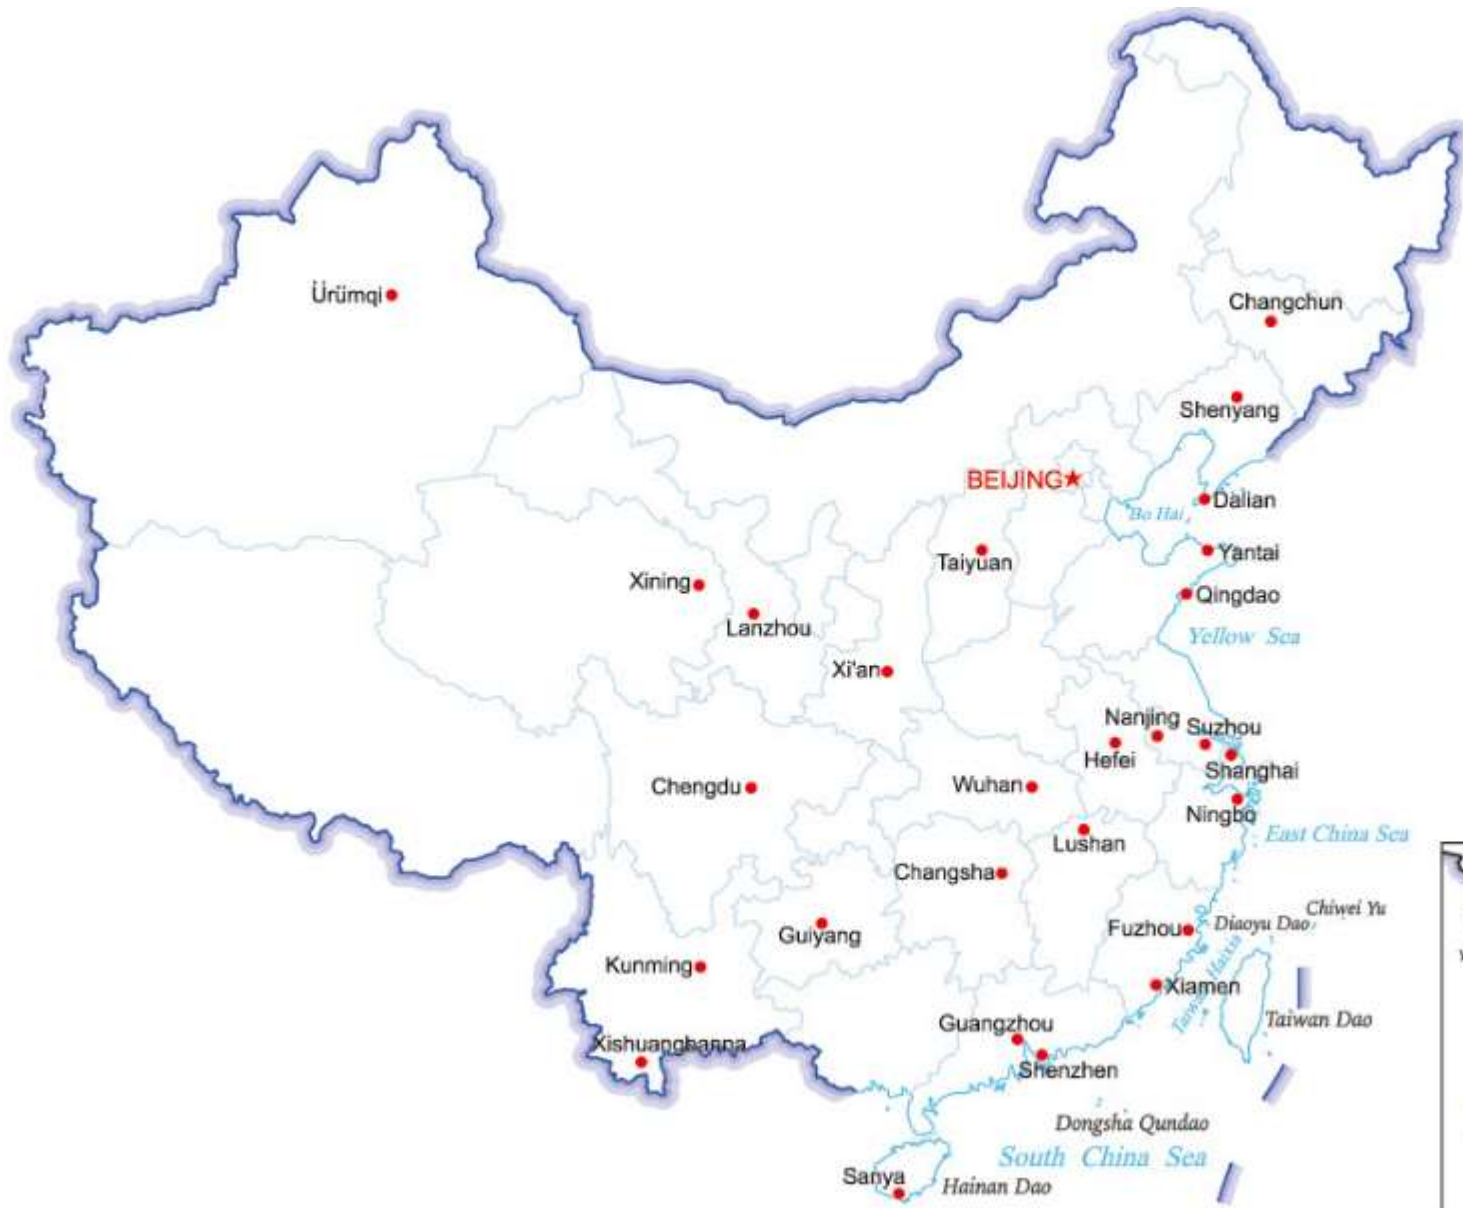 Ürümqi
Changchun
Shenyang
BEIJING
Dalian
Bo Hai
Taiyuan
Yantai
Xining
Qingdao
Lanzhou
Yellow Sea
Xi'an
Nanjing
Suzhou
Hefei
Shanghai
Chengdu
Wuhan
Ningbo
East China Sea
Lushan
Changsha
Chiwei Yu
Diaoyu Dao
Fuzhou
Guiyang
Kunming
Xiamen
Taiwan Haixia
Taiwan Dao
Guangzhou
Xishuangbanna
Shenzhen
Dongsha Qundao
South China Sea
Sanya
Hainan Dao